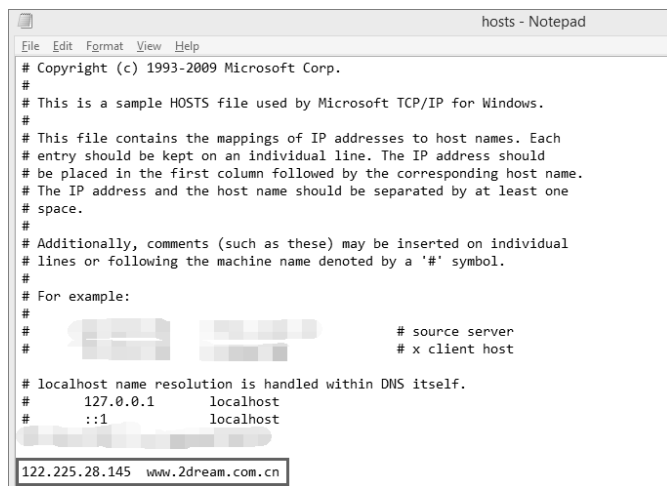 hosts - Notepad
File Edit Format View Help
# Copyright (c) 1993-2009 Microsoft Corp.
#
# This is a sample HOSTS file used by Microsoft TCP/IP for Windows.
#
# This file contains the mappings of IP addresses to host names. Each
# entry should be kept on an individual line. The IP address should
# be placed in the first column followed by the corresponding host name.
# The IP address and the host name should be separated by at least one
# space.
#
# Additionally, comments (such as these) may be inserted on individual
# lines or following the machine name denoted by a '#' symbol.
#
# For example:
#
# # source server
# # x client host
# localhost name resolution is handled within DNS itself.
# 127.0.0.1 localhost
# ::1 localhost
122.225.28.145 www.2dream.com.cn